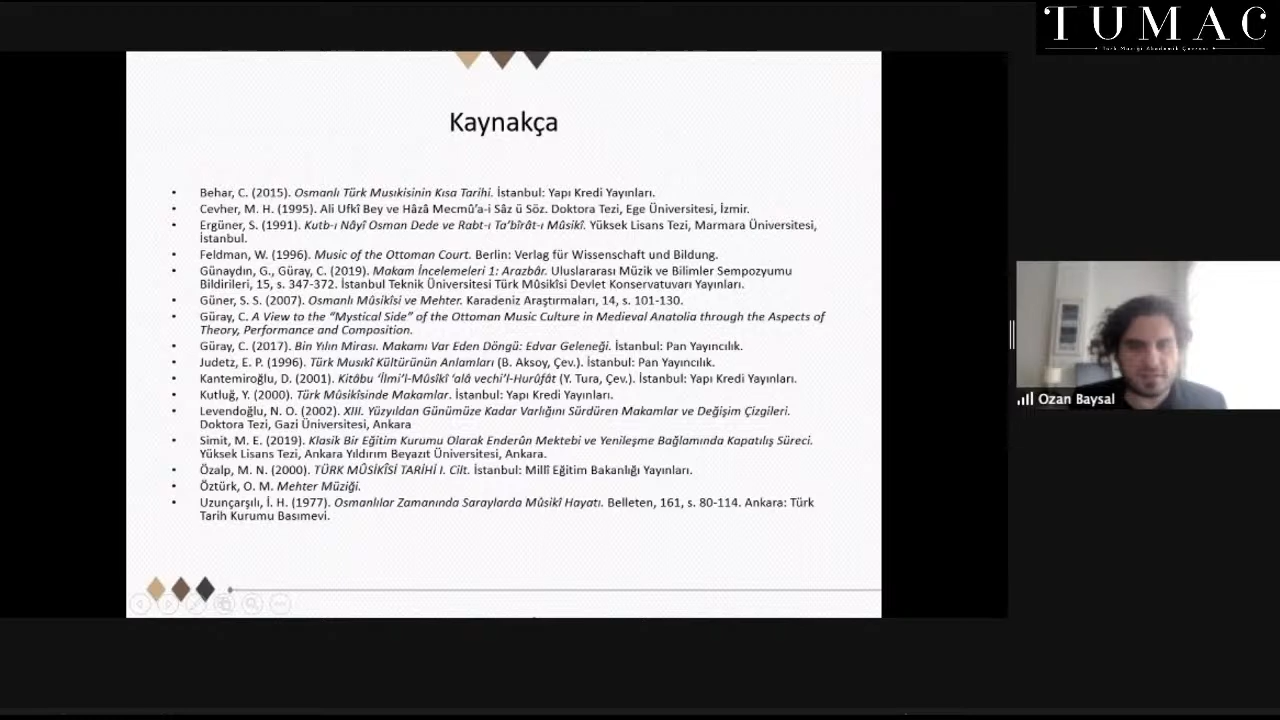 TUMAC
Türk Müziği Akademik Çevresi
Kaynakça
• Behar, C. (2015). Osmanlı Türk Musıkisinin Kısa Tarihi. İstanbul: Yapı Kredi Yayınları.
• Cevher, M. H. (1995). Ali Ufkî Bey ve Hâzâ Mecmû’a-i Sâz ü Söz. Doktora Tezi, Ege Üniversitesi, İzmir.
• Ergüner, S. (1991). Kutb-ı Nâyî Osman Dede ve Rabt-ı Ta’bîrât-ı Mûsikî. Yüksek Lisans Tezi, Marmara Üniversitesi,
İstanbul.
• Feldman, W. (1996). Music of the Ottoman Court. Berlin: Verlag für Wissenschaft und Bildung.
• Günaydın, G., Güray, C. (2019). Makam İncelemeleri 1: Arazbâr. Uluslararası Müzik ve Bilimler Sempozyumu
Bildirileri, 15, s. 347-372. İstanbul Teknik Üniversitesi Türk Mûsikîsi Devlet Konservatuvarı Yayınları.
• Güner, S. S. (2007). Osmanlı Mûsikîsi ve Mehter. Karadeniz Araştırmaları, 14, s. 101-130.
• Güray, C. A View to the “Mystical Side” of the Ottoman Music Culture in Medieval Anatolia through the Aspects of
Theory, Performance and Composition.
• Güray, C. (2017). Bin Yılın Mirası. Makamı Var Eden Döngü: Edvar Geleneği. İstanbul: Pan Yayıncılık.
• Judetz, E. P. (1996). Türk Musıkî Kültürünün Anlamları (B. Aksoy, Çev.). İstanbul: Pan Yayıncılık.
• Kantemiroğlu, D. (2001). Kitâbu ‘İlmi’l-Mûsîkî ‘alâ vechi’l-Hurûfât (Y. Tura, Çev.). İstanbul: Yapı Kredi Yayınları.
• Kutluğ, Y. (2000). Türk Mûsikîsinde Makamlar. İstanbul: Yapı Kredi Yayınları.
• Levendoğlu, N. O. (2002). XIII. Yüzyıldan Günümüze Kadar Varlığını Sürdüren Makamlar ve Değişim Çizgileri.
Doktora Tezi, Gazi Üniversitesi, Ankara
• Simit, M. E. (2019). Klasik Bir Eğitim Kurumu Olarak Enderûn Mektebi ve Yenileşme Bağlamında Kapatılış Süreci.
Yüksek Lisans Tezi, Ankara Yıldırım Beyazıt Üniversitesi, Ankara.
• Özalp, M. N. (2000). TÜRK MÛSİKÎSİ TARİHİ I. Cilt. İstanbul: Millî Eğitim Bakanlığı Yayınları.
• Öztürk, O. M. Mehter Müziği.
• Uzunçarşılı, İ. H. (1977). Osmanlılar Zamanında Saraylarda Mûsikî Hayatı. Belleten, 161, s. 80-114. Ankara: Türk
Tarih Kurumu Basımevi.
Ozan Baysal